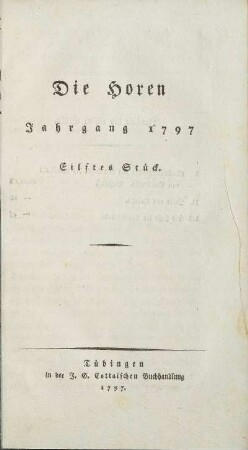 Die Horen
Jahrgang 1797
Eilftes Stück.
Tübingen
in der J. G. Cottaischen Buchhandlung
1797.